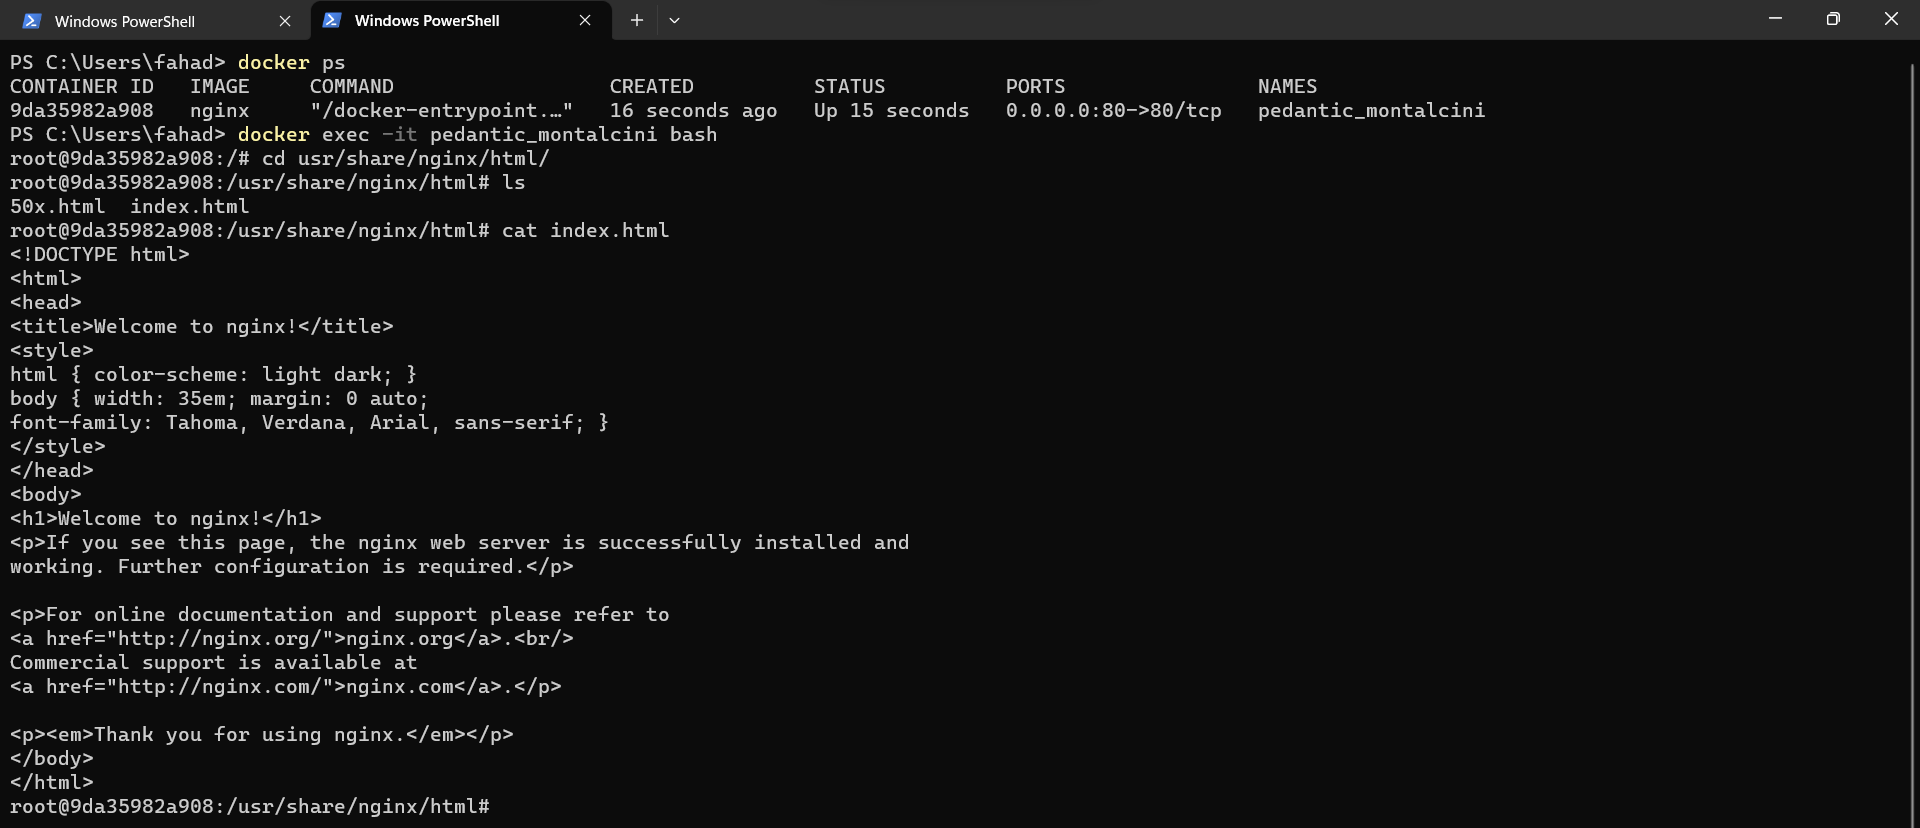 Windows PowerShell
Windows PowerShell
PS C:\Users\fahad> docker ps
CONTAINER ID   IMAGE     COMMAND                  CREATED          STATUS          PORTS                NAMES
9da35982a908   nginx     "/docker-entrypoint.…"   16 seconds ago   Up 15 seconds   0.0.0.0:80->80/tcp   pedantic_montalcini
PS C:\Users\fahad> docker exec -it pedantic_montalcini bash
root@9da35982a908:/# cd usr/share/nginx/html/
root@9da35982a908:/usr/share/nginx/html# ls
50x.html  index.html
root@9da35982a908:/usr/share/nginx/html# cat index.html
<!DOCTYPE html>
<html>
<head>
<title>Welcome to nginx!</title>
<style>
html { color-scheme: light dark; }
body { width: 35em; margin: 0 auto;
font-family: Tahoma, Verdana, Arial, sans-serif; }
</style>
</head>
<body>
<h1>Welcome to nginx!</h1>
<p>If you see this page, the nginx web server is successfully installed and
working. Further configuration is required.</p>

<p>For online documentation and support please refer to
<a href="http://nginx.org/">nginx.org</a>.<br/>
Commercial support is available at
<a href="http://nginx.com/">nginx.com</a>.</p>

<p><em>Thank you for using nginx.</em></p>
</body>
</html>
root@9da35982a908:/usr/share/nginx/html#